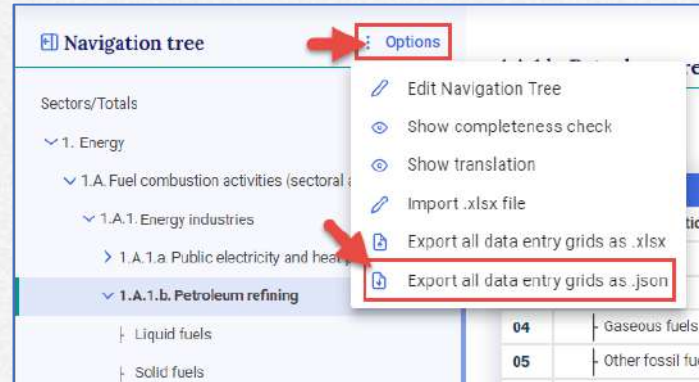 Navigation tree
Options
Edit Navigation Tree
Show completeness check
Show translation
Import .xlsx file
Export all data entry grids as .xlsx
Export all data entry grids as .json
Sectors/Totals
1. Energy
1.A. Fuel combustion activities (sectoral
1.A.1. Energy industries
1.A.1.a. Public electricity and heat
1.A.1.b. Petroleum refining
Liquid fuels
Solid fuels
04 Gaseous fuels
05 Other fossil